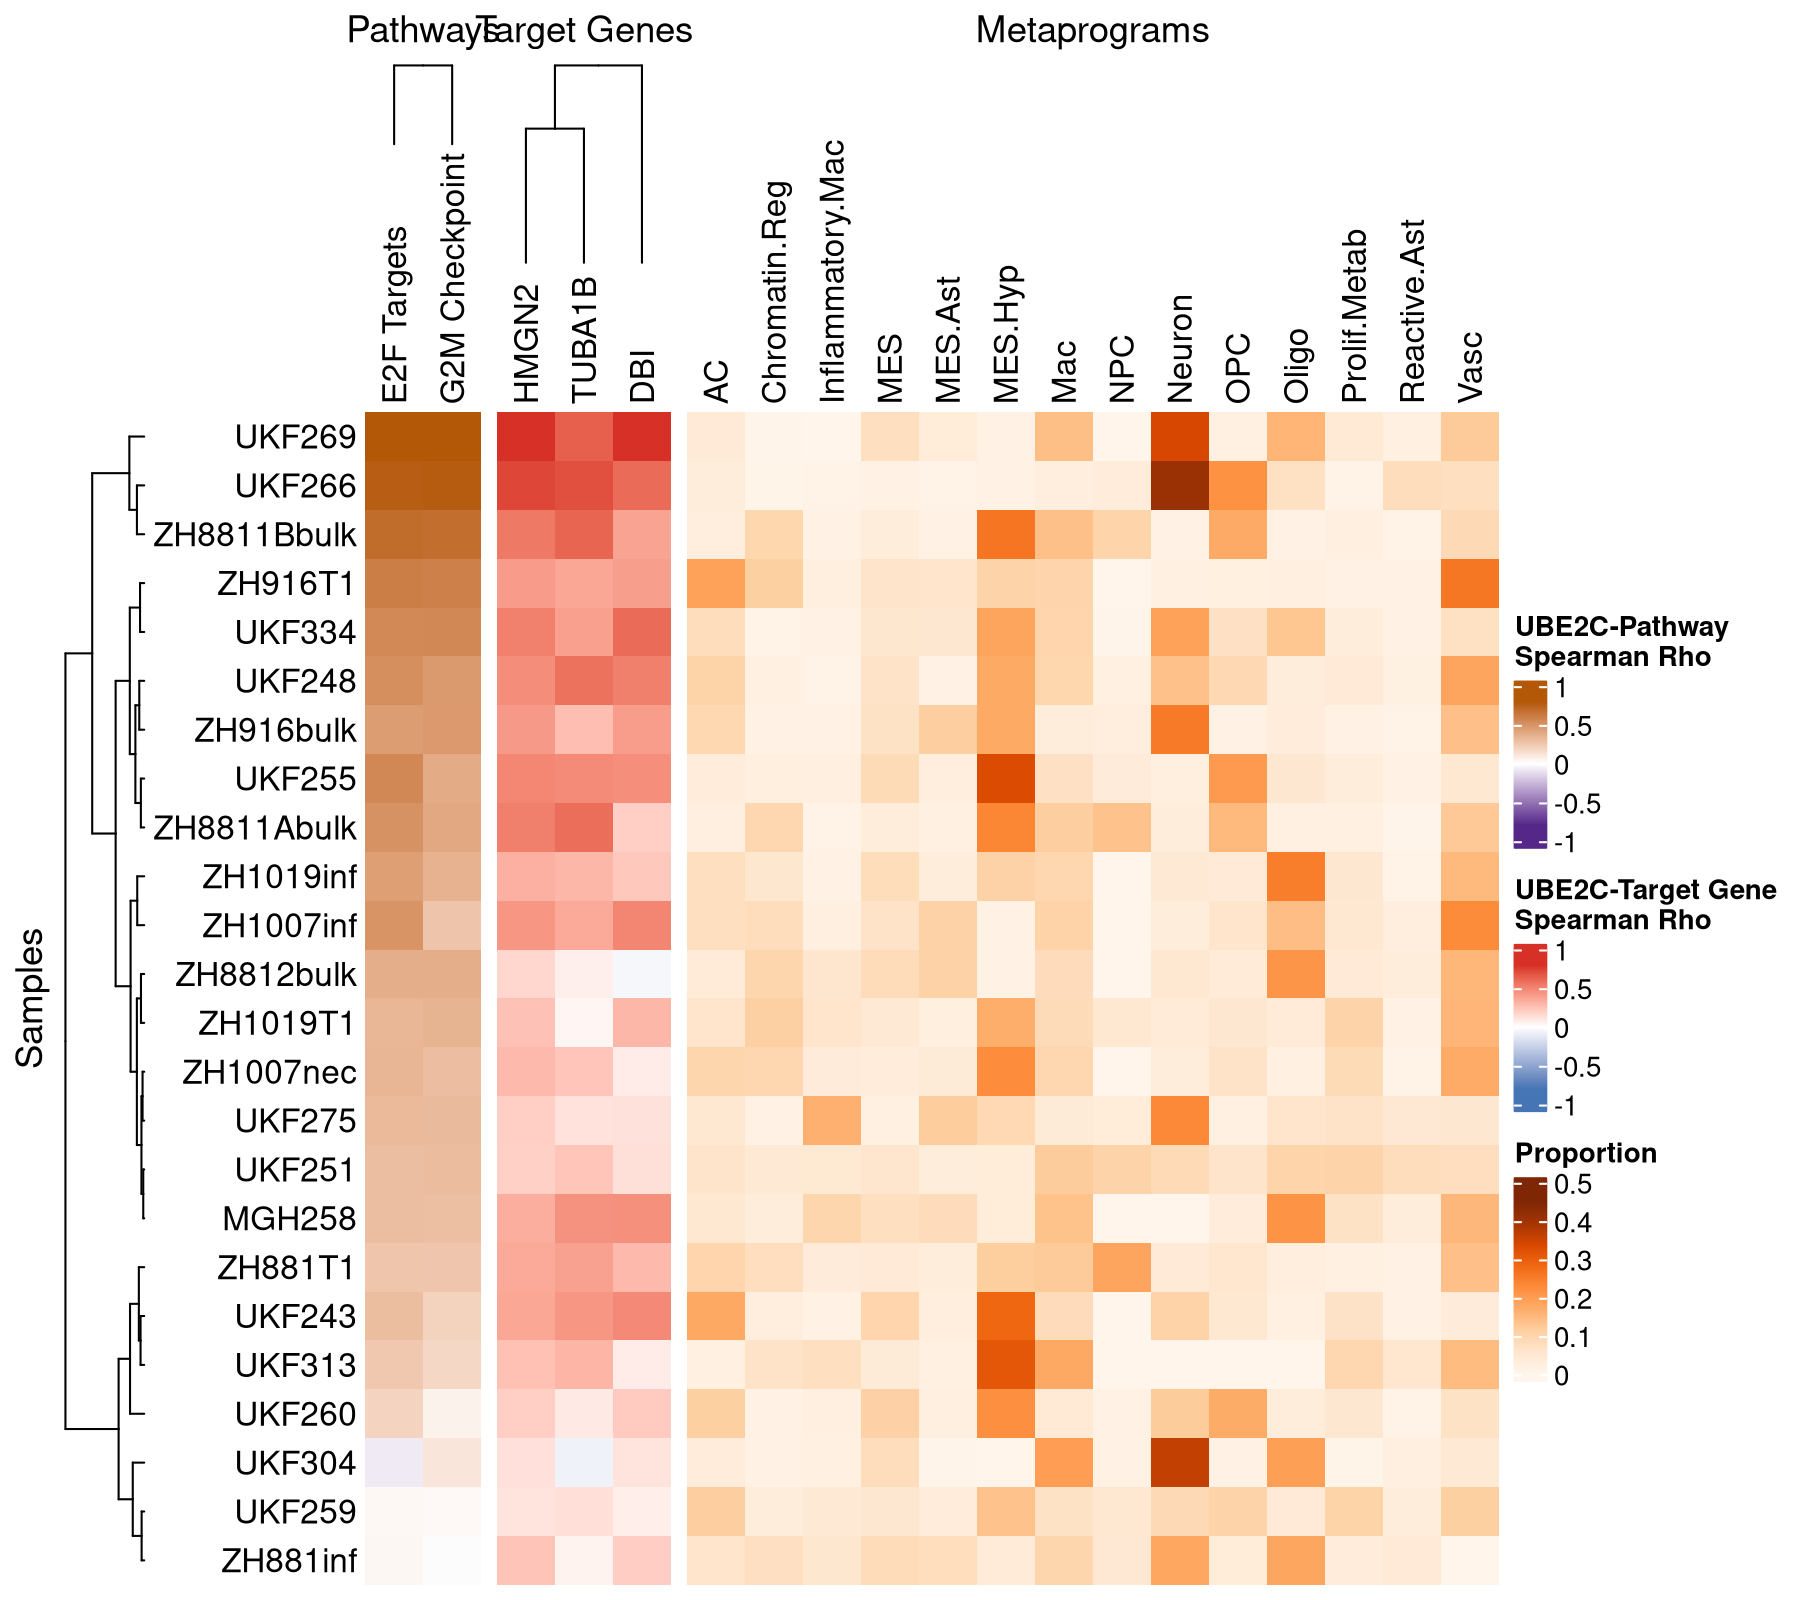 Pathways
Target Genes
Metaprograms
E2F Targets
G2M Checkpoint
HMGN2
TUBA1B
DBI
AC
Chromatin.Reg
Inflammatory.Mac
MES
MES.Ast
MES.Hyp
Mac
NPC
Neuron
OPC
Oligo
Prolif.Metab
Reactive.Ast
Vasc
Samples
UKF269
UKF266
ZH8811Bbulk
ZH916T1
UKF334
UKF248
ZH916bulk
UKF255
ZH8811Abulk
ZH1019inf
ZH1007inf
ZH8812bulk
ZH1019T1
ZH1007nec
UKF275
UKF251
MGH258
ZH881T1
UKF243
UKF313
UKF260
UKF304
UKF259
ZH881inf
UBE2C-Pathway
Spearman Rho
1
0.5
0
-0.5
-1
UBE2C-Target Gene
Spearman Rho
1
0.5
0
-0.5
-1
Proportion
0.5
0.4
0.3
0.2
0.1
0